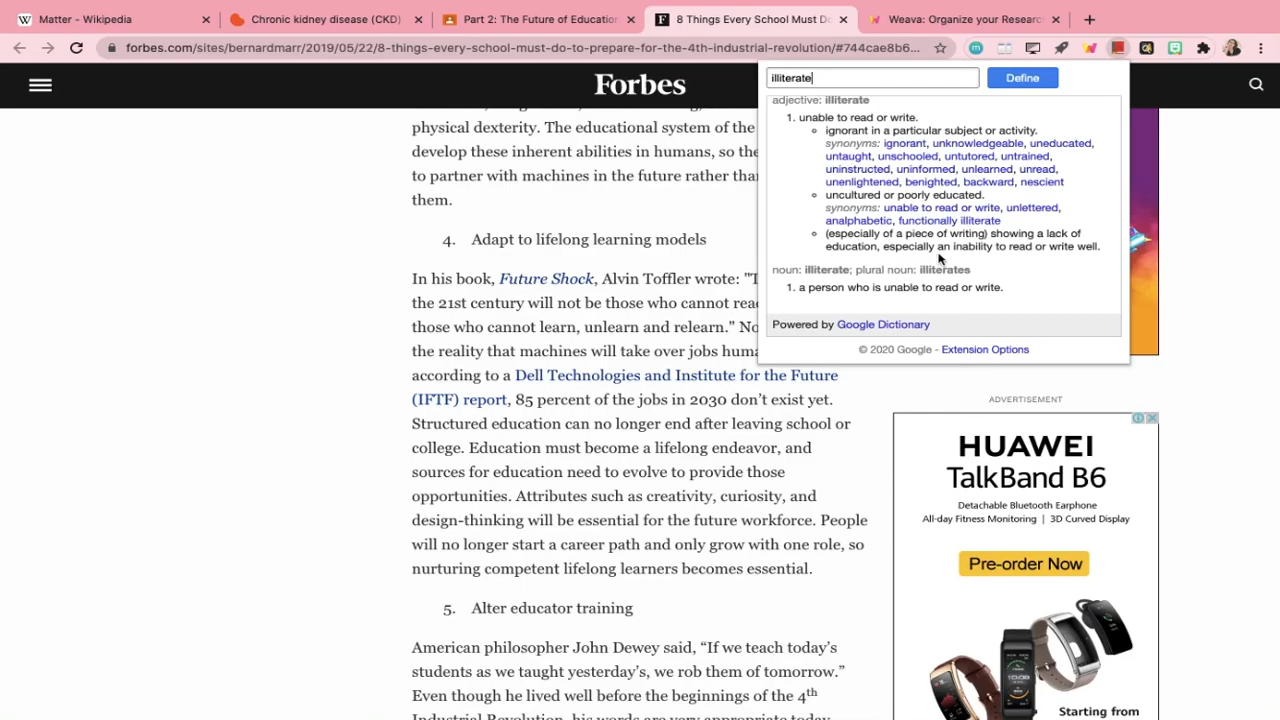 Matter - Wikipedia
Chronic kidney disease (CKD)
Part 2: The Future of Education
8 Things Every School Must Do
Weava: Organize your Resear
forbes.com/sites/bernardmarr/2019/05/22/8-things-every-school-must-do-to-prepare-for-the-4th-industrial-revolution/#744cae8b6...
Forbes
illiterate
Define
adjective: illiterate
1. unable to read or write.
ignorant in a particular subject or activity.
synonyms: ignorant, unknowledgeable, uneducated,
untaught, unschooled, untutored, untrained,
uninstructed, uninformed, unlearned, unread,
unenlightened, benighted, backward, nescient
uncultured or poorly educated.
synonyms: unable to read or write, unlettered,
analphabetic, functionally illiterate
(especially of a piece of writing) showing a lack of
education, especially an inability to read or write well.
noun: illiterate; plural noun: illiterates
1. a person who is unable to read or write.
Powered by Google Dictionary
© 2020 Google - Extension Options
physical dexterity. The educational system of the
develop these inherent abilities in humans, so the
to partner with machines in the future rather than
them.
4. Adapt to lifelong learning models
In his book, Future Shock, Alvin Toffler wrote: "T
the 21st century will not be those who cannot rea
those who cannot learn, unlearn and relearn." No
the reality that machines will take over jobs huma
according to a Dell Technologies and Institute for the Future
(IFTF) report, 85 percent of the jobs in 2030 don't exist yet.
Structured education can no longer end after leaving school or
college. Education must become a lifelong endeavor, and
sources for education need to evolve to provide those
opportunities. Attributes such as creativity, curiosity, and
design-thinking will be essential for the future workforce. People
will no longer start a career path and only grow with one role, so
nurturing competent lifelong learners becomes essential.
5. Alter educator training
American philosopher John Dewey said, “If we teach today's
students as we taught yesterday's, we rob them of tomorrow.”
Even though he lived well before the beginnings of the 4th
Industrial Revolution, his words are very appropriate today.
ADVERTISEMENT
HUAWEI
TalkBand B6
Detachable Bluetooth Earphone
All-day Fitness Monitoring | 3D Curved Display
Pre-order Now
Starting from